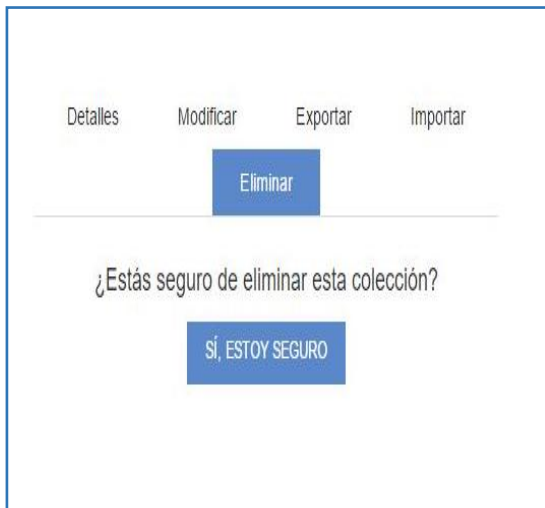 Detalles Modificar Exportar Importar
Eliminar
¿Estás seguro de eliminar esta colección?
SÍ, ESTOY SEGURO